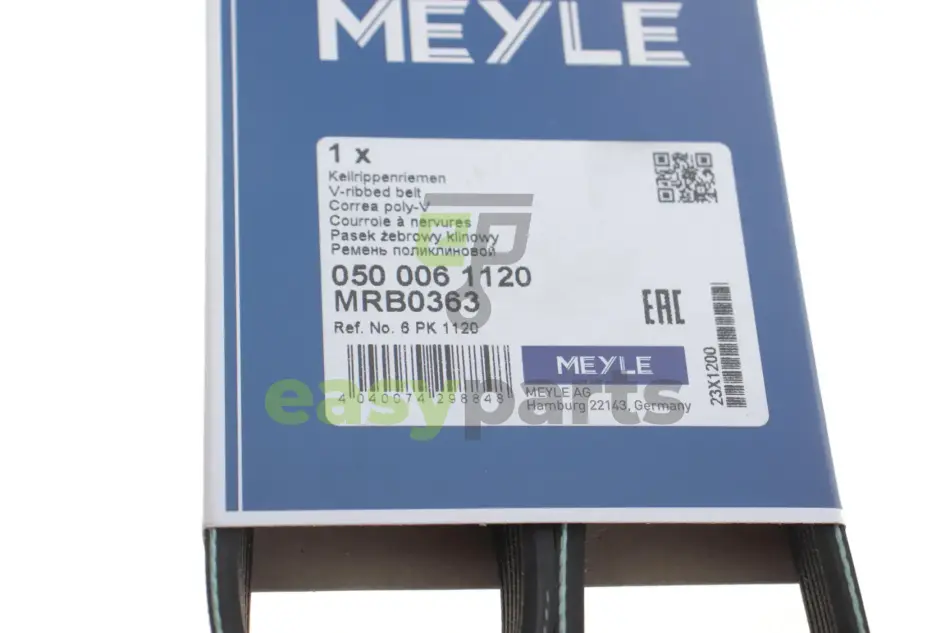 MEYLE
1 x
Keilrippenriemen
V-ribbed belt
Correa poly-V
Courroie à nervures
Pasek żebrowy klinowy
Ремень поликлиновой
050 006 1120
MRB0363
Ref. No. 6 PK 1120
EAC
23X1200
MEYLE
4 040074 298848
MEYLE AG
Hamburg 22143, Germany
easyparts